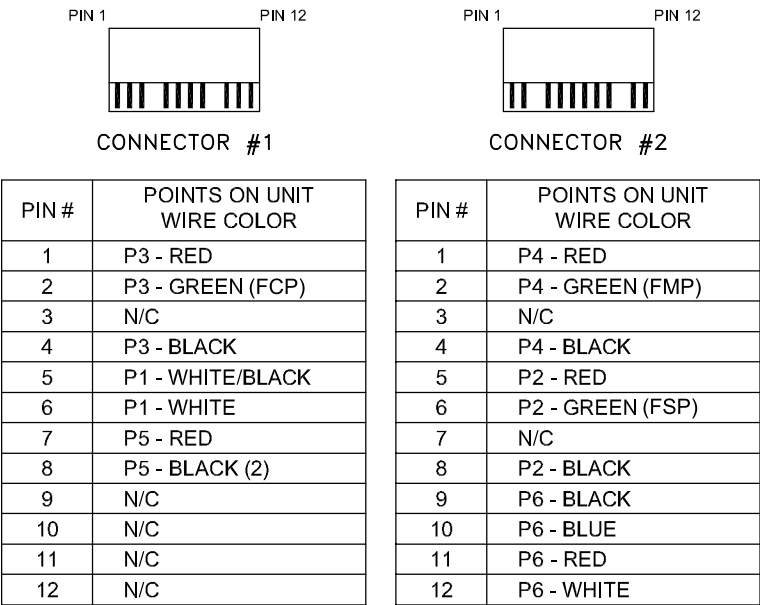 PIN 1 PIN 12 PIN 1 PIN 12
CONNECTOR #1 CONNECTOR #2
PIN # POINTS ON UNIT WIRE COLOR
1 P3 - RED
2 P3 - GREEN (FCP)
3 N/C
4 P3 - BLACK
5 P1 - WHITE/BLACK
6 P1 - WHITE
7 P5 - RED
8 P5 - BLACK (2)
9 N/C
10 N/C
11 N/C
12 N/C
PIN # POINTS ON UNIT WIRE COLOR
1 P4 - RED
2 P4 - GREEN (FMP)
3 N/C
4 P4 - BLACK
5 P2 - RED
6 P2 - GREEN (FSP)
7 N/C
8 P2 - BLACK
9 P6 - BLACK
10 P6 - BLUE
11 P6 - RED
12 P6 - WHITE